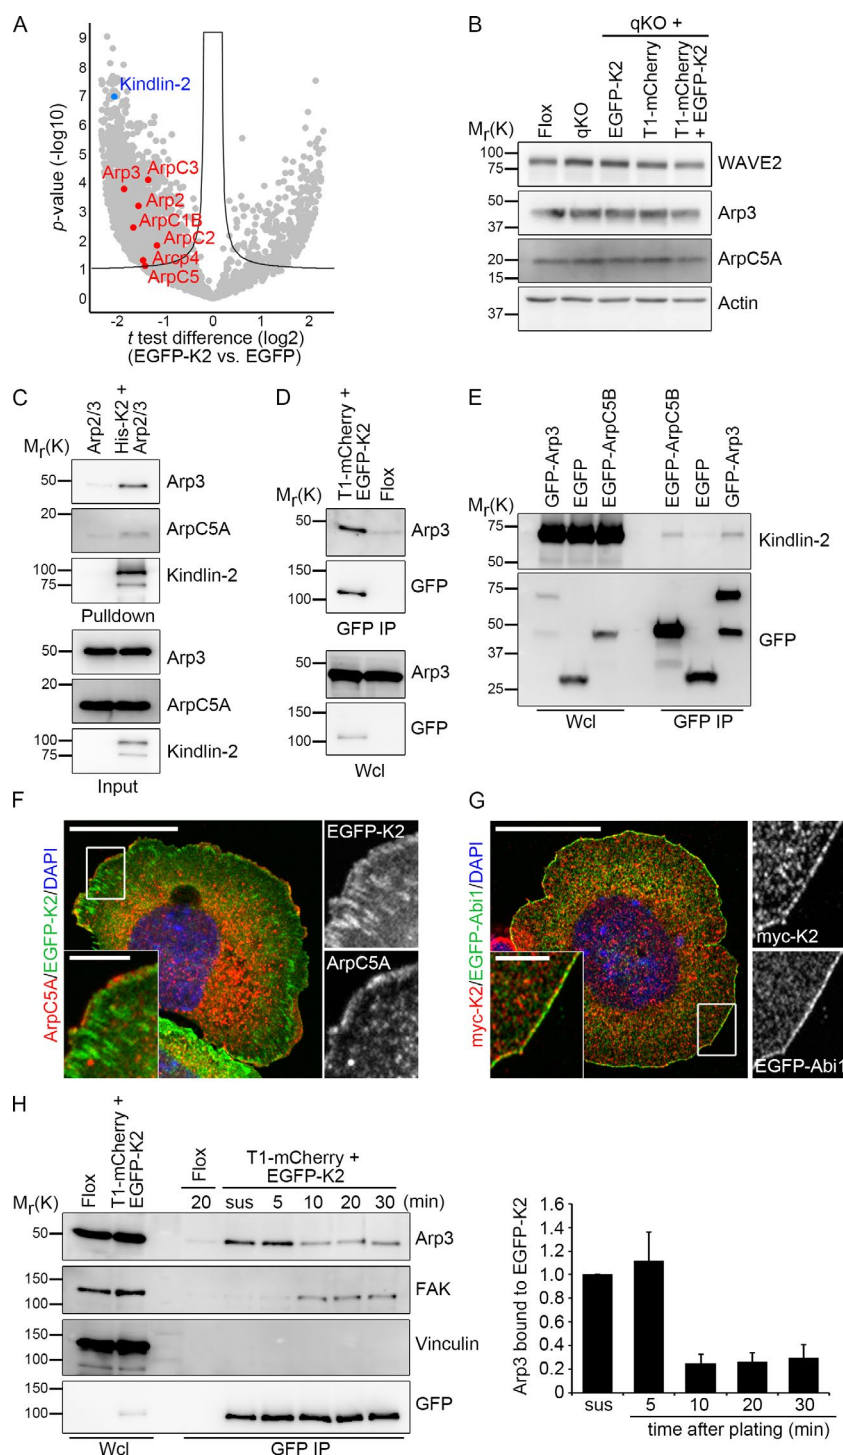 A
9
8
7
6
5
4
3
2
1
0
p-value (-log10)
Kindlin-2
ArpC3
Arp3
Arp2
ArpC1B
ArpC2
Arcp4
ArpC5
-2 -1 0 1 2
t test difference (log2)
(EGFP-K2 vs. EGFP)
B
qKO +
Flox
qKO
EGFP-K2
T1-mCherry
T1-mCherry
+ EGFP-K2
Mr(K)
100
75
WAVE2
50
37
Arp3
20
15
ArpC5A
37
Actin
C
Arp2/3
His-K2 +
Arp2/3
Mr(K)
50
Arp3
20
ArpC5A
100
75
Kindlin-2
Pulldown
50
Arp3
20
ArpC5A
100
75
Kindlin-2
Input
D
T1-mCherry +
EGFP-K2
Flox
Mr(K)
50
Arp3
150
100
GFP
GFP IP
Arp3
150
100
GFP
Wcl
E
GFP-Arp3
EGFP
EGFP-ArpC5B
EGFP-ArpC5B
EGFP
GFP-Arp3
Mr(K)
75
50
Kindlin-2
75
50
37
25
GFP
Wcl
GFP IP
F
ArpC5A/EGFP-K2/DAPI
EGFP-K2
ArpC5A
G
myc-K2/EGFP-Abi1/DAPI
myc-K2
EGFP-Abi1
H
Flox
T1-mCherry +
EGFP-K2
Flox
T1-mCherry +
EGFP-K2
Mr(K)
20 sus 5 10 20 30 (min)
50
Arp3
150
100
FAK
150
100
Vinculin
150
100
GFP
Wcl
GFP IP
Arp3 bound to EGFP-K2
1.6
1.4
1.2
1.0
0.8
0.6
0.4
0.2
0
sus 5 10 20 30
time after plating (min)